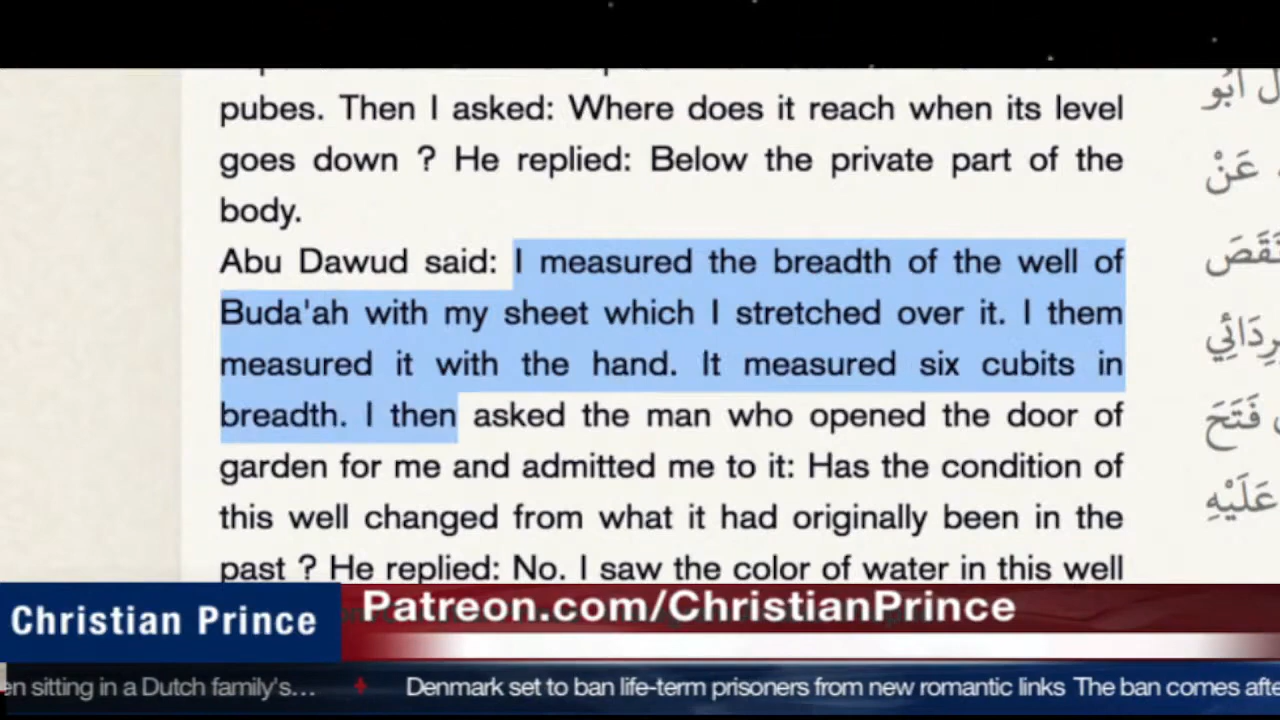 pubes. Then I asked: Where does it reach when its level
goes down ? He replied: Below the private part of the
body.
Abu Dawud said: I measured the breadth of the well of
Buda'ah with my sheet which I stretched over it. I them
measured it with the hand. It measured six cubits in
breadth. I then asked the man who opened the door of
garden for me and admitted me to it: Has the condition of
this well changed from what it had originally been in the
past ? He replied: No. I saw the color of water in this well
أَبُو
عَنْ
فَتَحَ
عَلَيْهِ
Christian Prince
Patreon.com/ChristianPrince
en sitting in a Dutch family's... Denmark set to ban life-term prisoners from new romantic links The ban comes afte